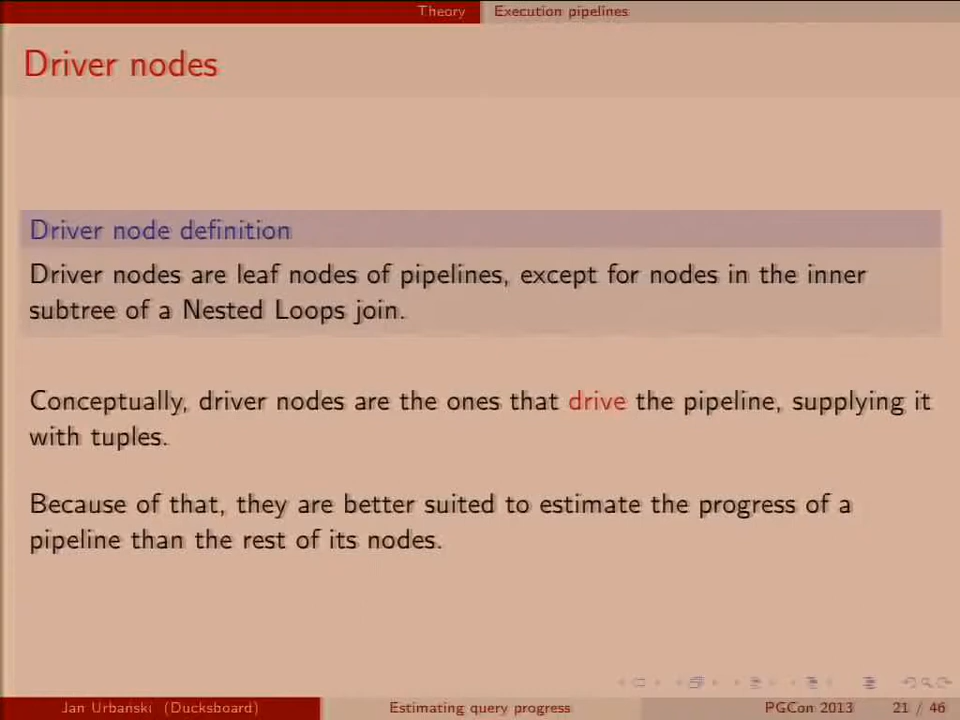 Theory Execution pipelines
Driver nodes
Driver node definition
Driver nodes are leaf nodes of pipelines, except for nodes in the inner
subtree of a Nested Loops join.
Conceptually, driver nodes are the ones that drive the pipeline, supplying it
with tuples.
Because of that, they are better suited to estimate the progress of a
pipeline than the rest of its nodes.
Jan Urbański (Ducksboard) Estimating query progress PGCon 2013 21 / 46